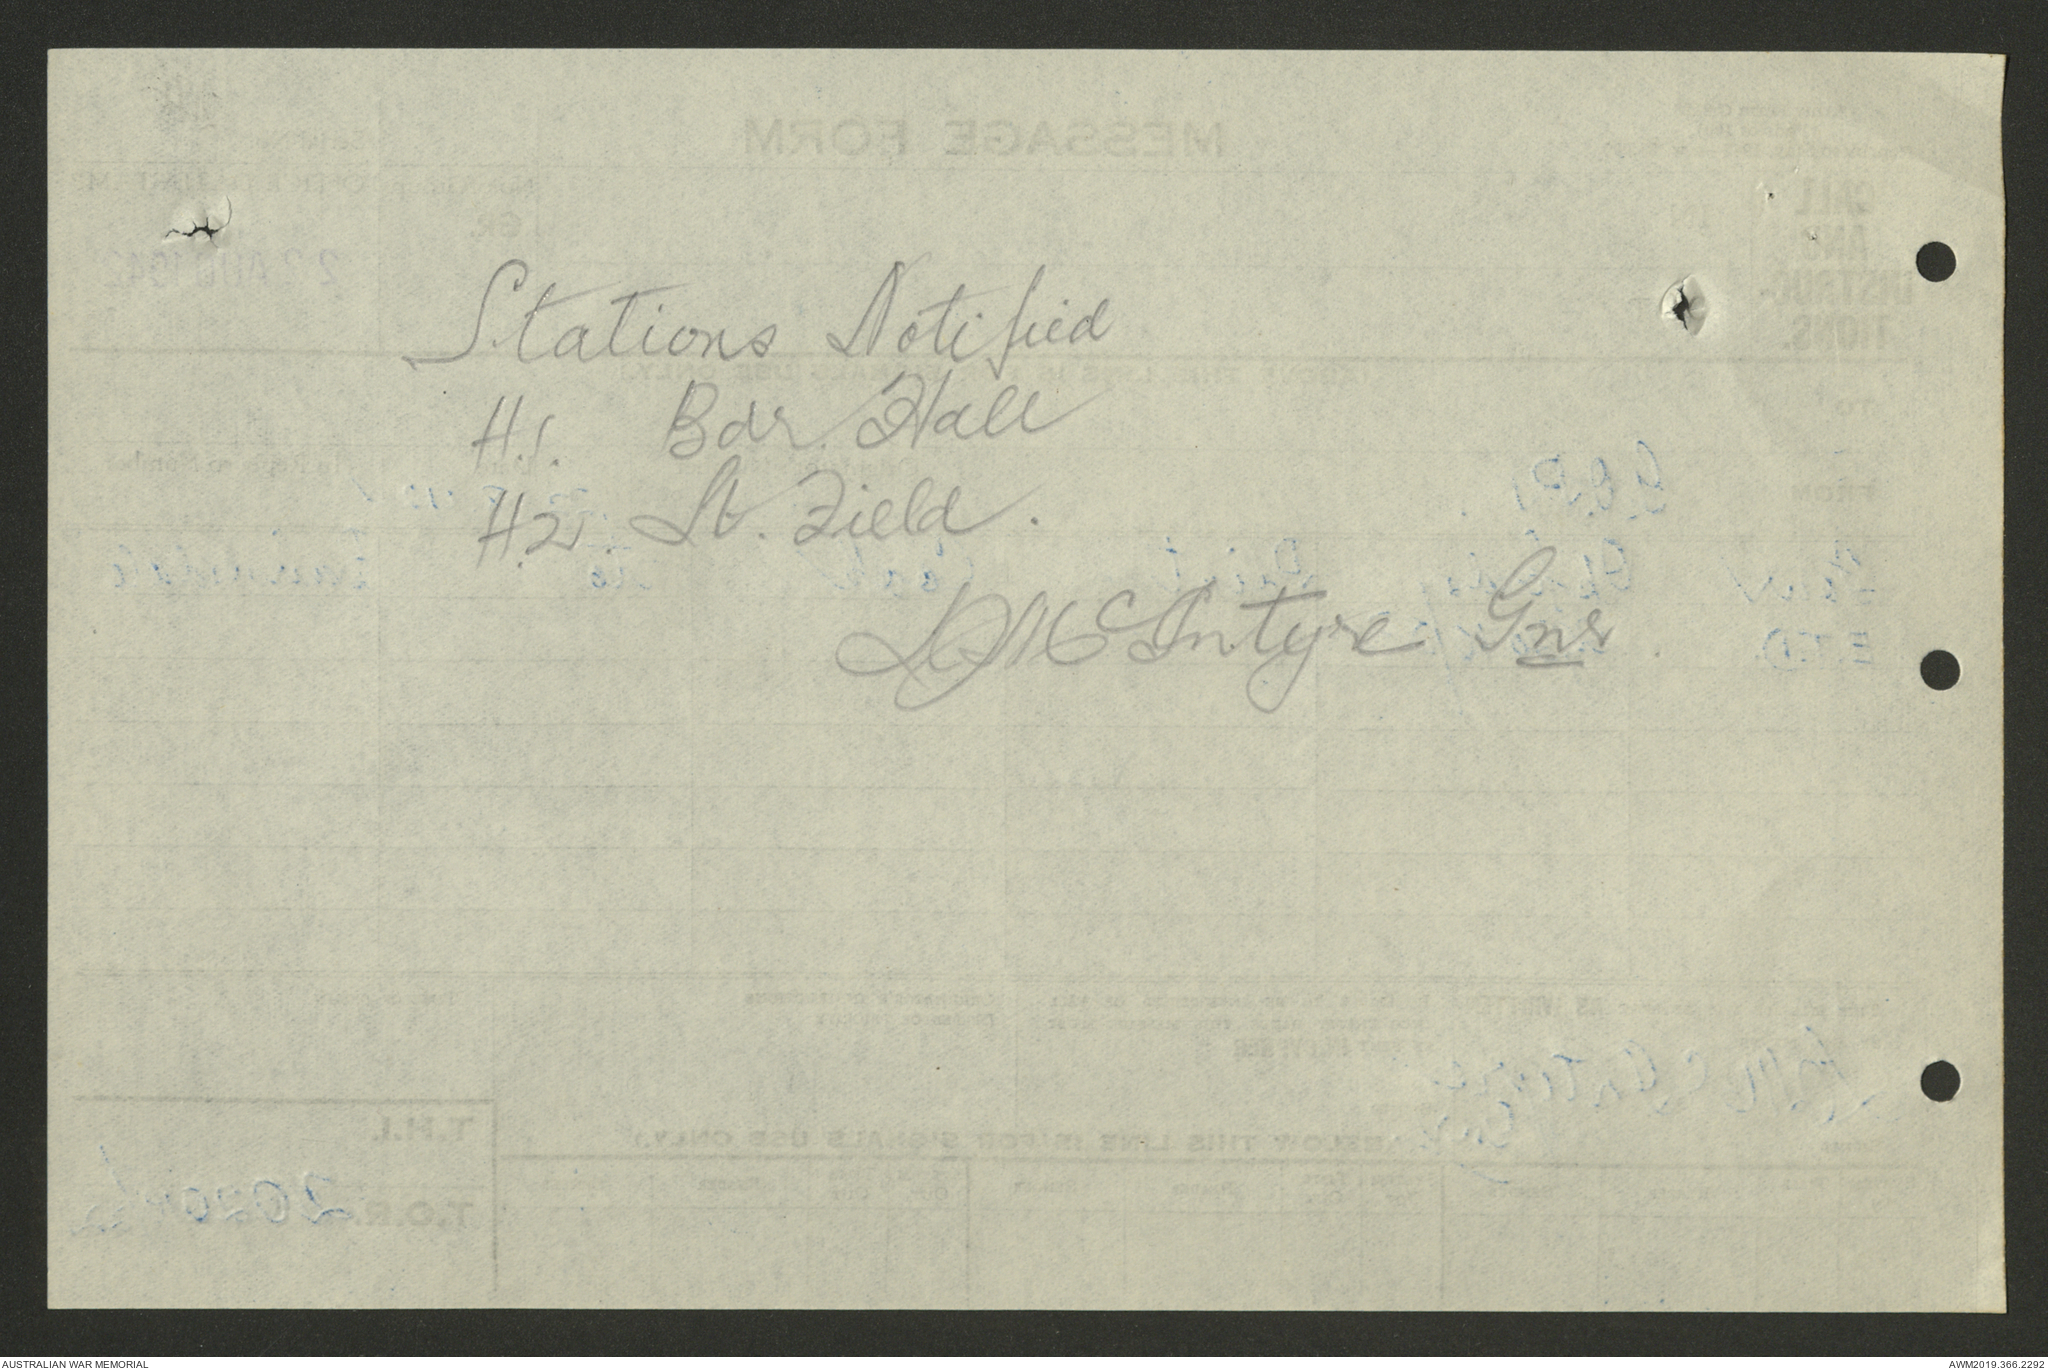 Stations Notified
H.1. Bdr. Hall
H.2. Lt. Field.
D McIntyre Gnr
AUSTRALIAN WAR MEMORIAL
AWM2019.366.2292